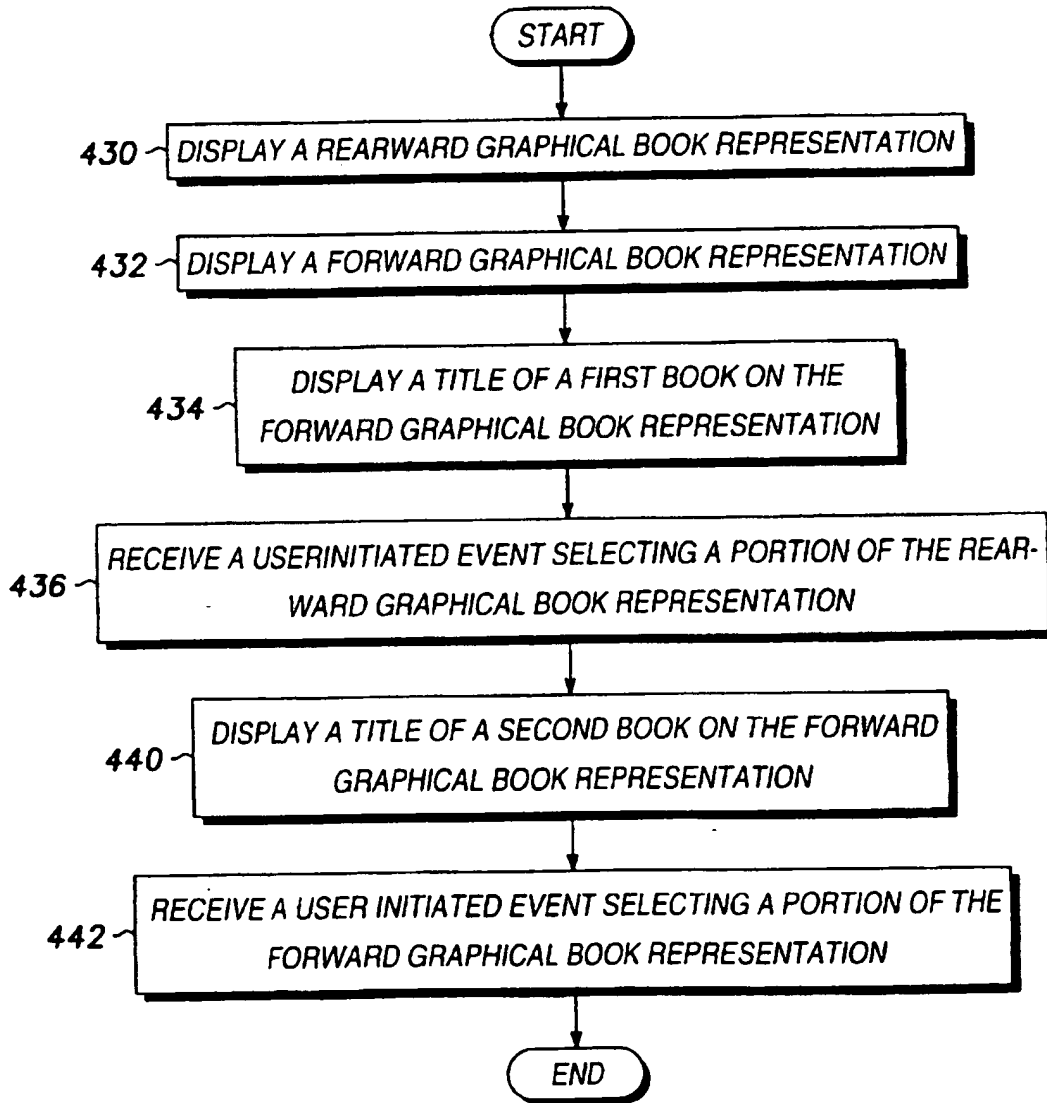 START
430 DISPLAY A REARWARD GRAPHICAL BOOK REPRESENTATION
432 DISPLAY A FORWARD GRAPHICAL BOOK REPRESENTATION
DISPLAY A TITLE OF A FIRST BOOK ON THE
434
FORWARD GRAPHICAL BOOK REPRESENTATION
RECEIVE A USERINITIATED EVENT SELECTING A PORTION OF THE REAR-
436
WARD GRAPHICAL BOOK REPRESENTATION
DISPLAY A TITLE OF A SECOND BOOK ON THE FORWARD
440
GRAPHICAL BOOK REPRESENTATION
RECEIVE A USER INITIATED EVENT SELECTING A PORTION OF THE
442
FORWARD GRAPHICAL BOOK REPRESENTATION
END